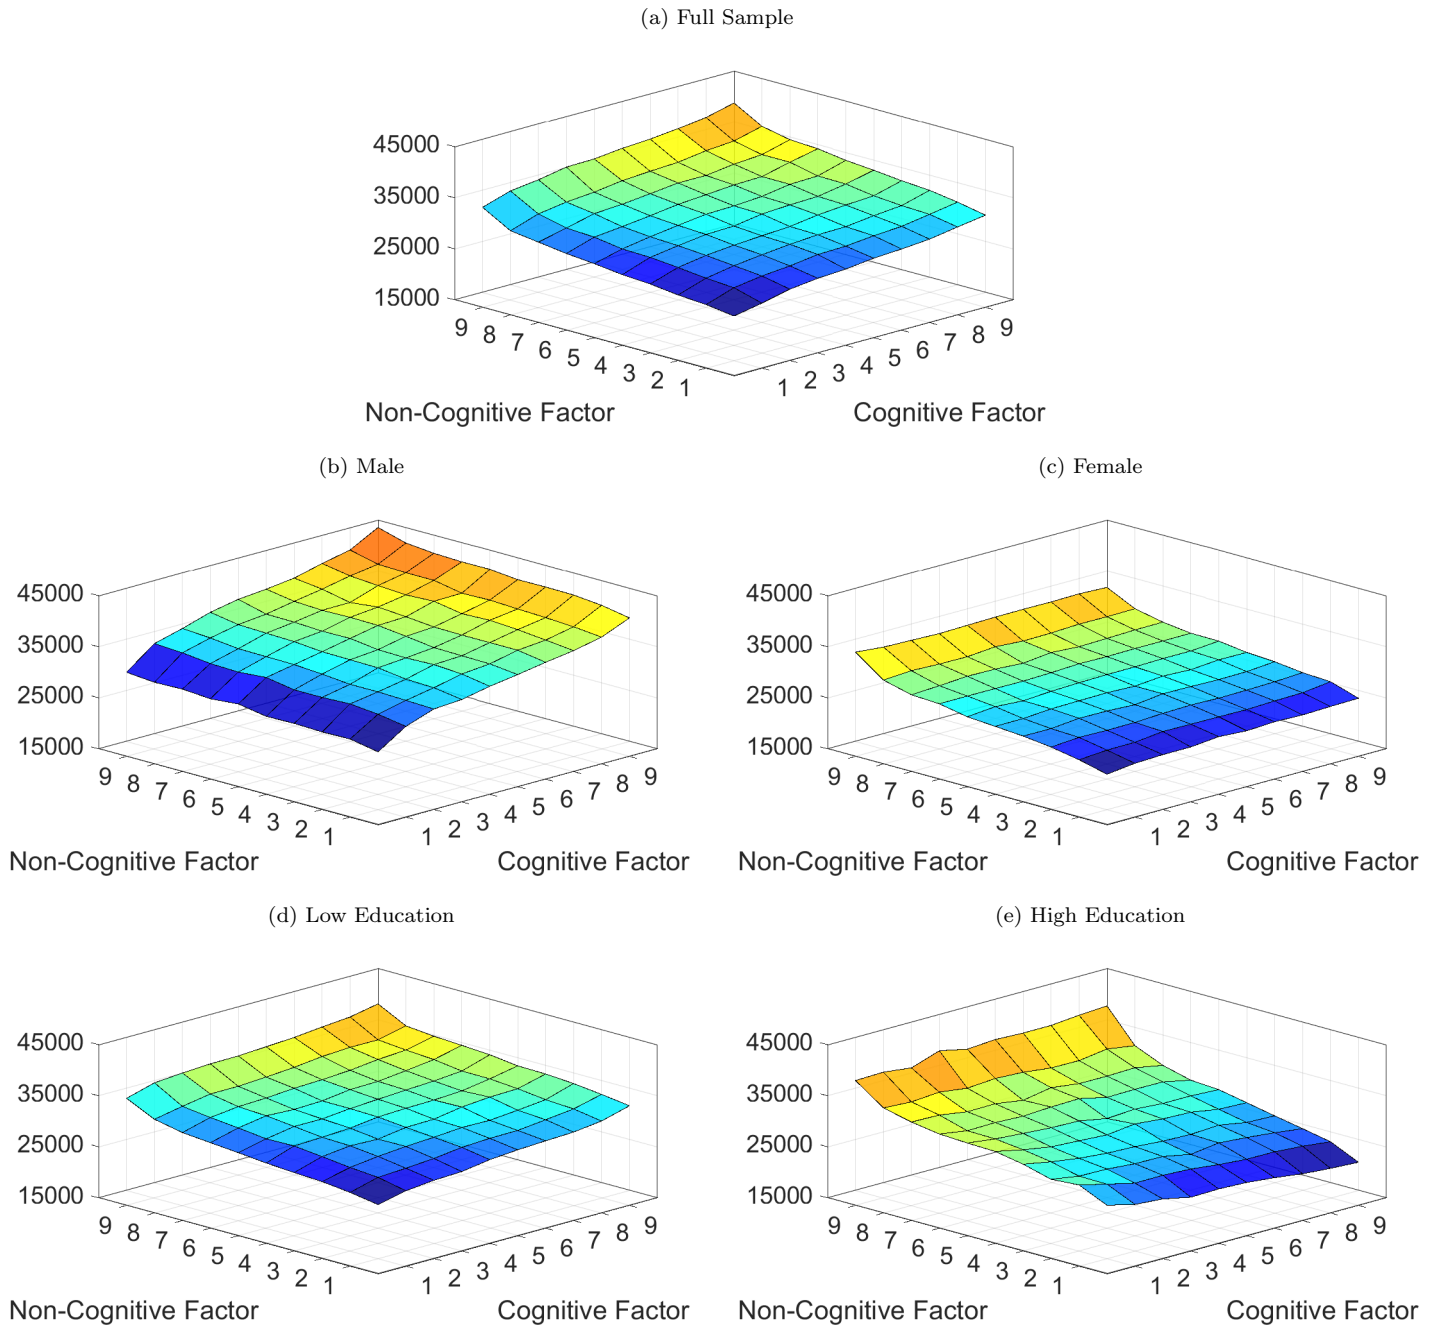 (a) Full Sample
45000
35000
25000
15000
9 8 7 6 5 4 3 2 1
1 2 3 4 5 6 7 8 9
Non-Cognitive Factor
Cognitive Factor
(b) Male
45000
35000
25000
15000
9 8 7 6 5 4 3 2 1
1 2 3 4 5 6 7 8 9
Non-Cognitive Factor
Cognitive Factor
(c) Female
45000
35000
25000
15000
9 8 7 6 5 4 3 2 1
1 2 3 4 5 6 7 8 9
Non-Cognitive Factor
Cognitive Factor
(d) Low Education
45000
35000
25000
15000
9 8 7 6 5 4 3 2 1
1 2 3 4 5 6 7 8 9
Non-Cognitive Factor
Cognitive Factor
(e) High Education
45000
35000
25000
15000
9 8 7 6 5 4 3 2 1
1 2 3 4 5 6 7 8 9
Non-Cognitive Factor
Cognitive Factor